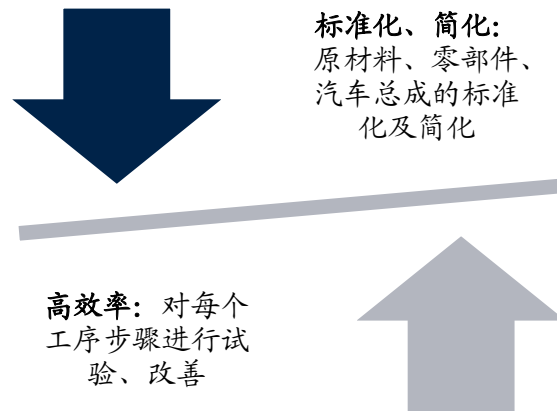 标准化、简化：
原材料、零部件、
汽车总成的标准
化及简化
高效率：对每个
工序步骤进行试
验、改善